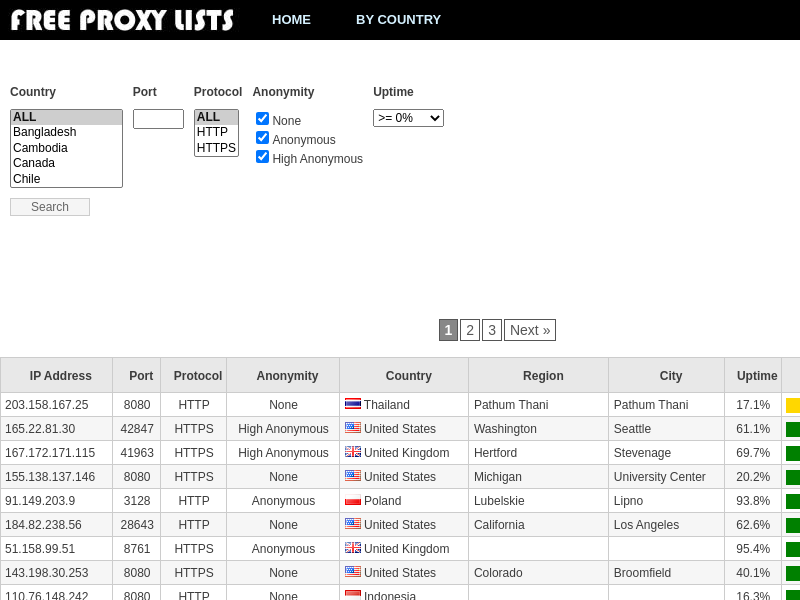 FREE PROXY LISTS HOME BY COUNTRY
Country Port Protocol Anonymity Uptime
ALL
Bangladesh
Cambodia
Canada
Chile
ALL
HTTP
HTTPS
None
Anonymous
High Anonymous
>= 0%
Search
1 2 3 Next »
IP Address Port Protocol Anonymity Country Region City Uptime
203.158.167.25 8080 HTTP None Thailand Pathum Thani Pathum Thani 17.1%
165.22.81.30 42847 HTTPS High Anonymous United States Washington Seattle 61.1%
167.172.171.115 41963 HTTPS High Anonymous United Kingdom Hertford Stevenage 69.7%
155.138.137.146 8080 HTTPS None United States Michigan University Center 20.2%
91.149.203.9 3128 HTTP Anonymous Poland Lubelskie Lipno 93.8%
184.82.238.56 28643 HTTP None United States California Los Angeles 62.6%
51.158.99.51 8761 HTTPS Anonymous United Kingdom 95.4%
143.198.30.253 8080 HTTPS None United States Colorado Broomfield 40.1%
110.76.148.242 8080 HTTP None Indonesia 16.3%